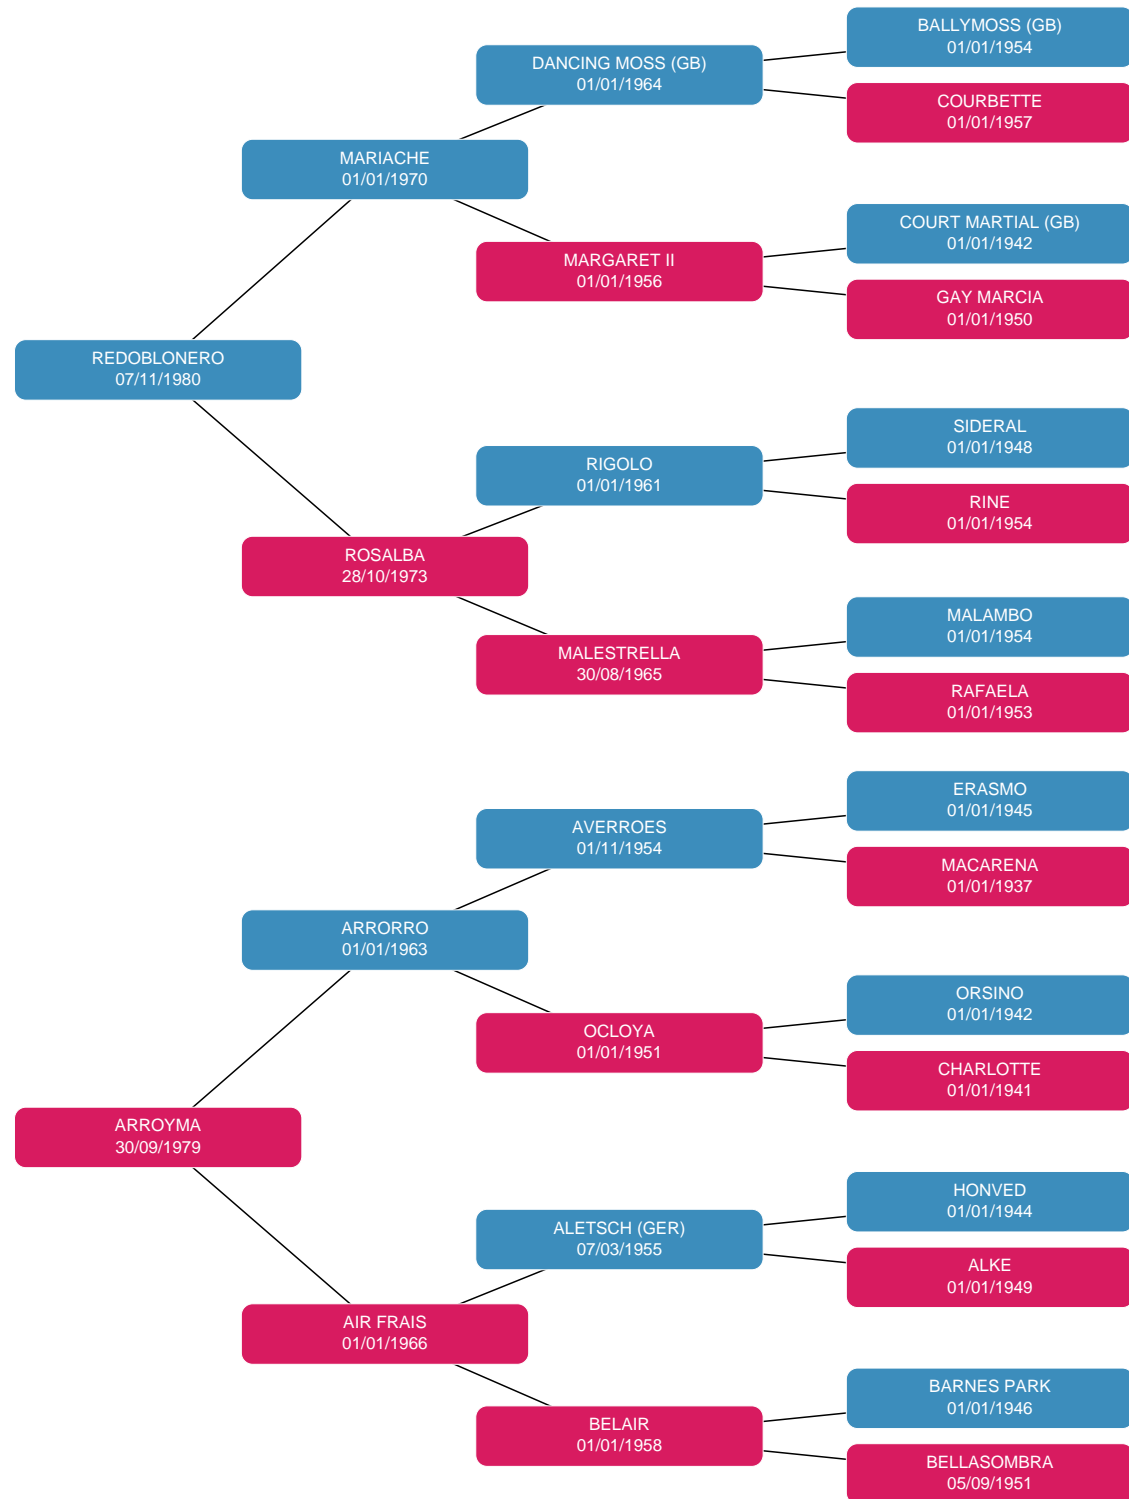 BALLYMOSS (GB)
01/01/1954
DANCING MOSS (GB)
01/01/1964
COURBETTE
01/01/1957
MARIACHE
01/01/1970
COURT MARTIAL (GB)
01/01/1942
MARGARET II
01/01/1956
GAY MARCIA
01/01/1950
REDOBLONERO
07/11/1980
SIDERAL
01/01/1948
RIGOLO
01/01/1961
RINE
01/01/1954
ROSALBA
28/10/1973
MALAMBO
01/01/1954
MALESTRELLA
30/08/1965
RAFAELA
01/01/1953
ERASMO
01/01/1945
AVERROES
01/11/1954
MACARENA
01/01/1937
ARRORRO
01/01/1963
ORSINO
01/01/1942
OCLOYA
01/01/1951
CHARLOTTE
01/01/1941
ARROYMA
30/09/1979
HONVED
01/01/1944
ALETSCH (GER)
07/03/1955
ALKE
01/01/1949
AIR FRAIS
01/01/1966
BARNES PARK
01/01/1946
BELAIR
01/01/1958
BELLASOMBRA
05/09/1951